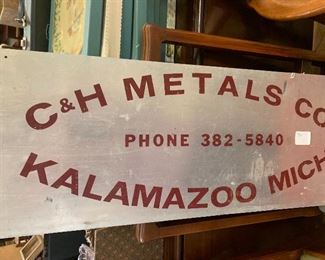 C&H METALS CO
PHONE 382-5840
KALAMAZOO MICH